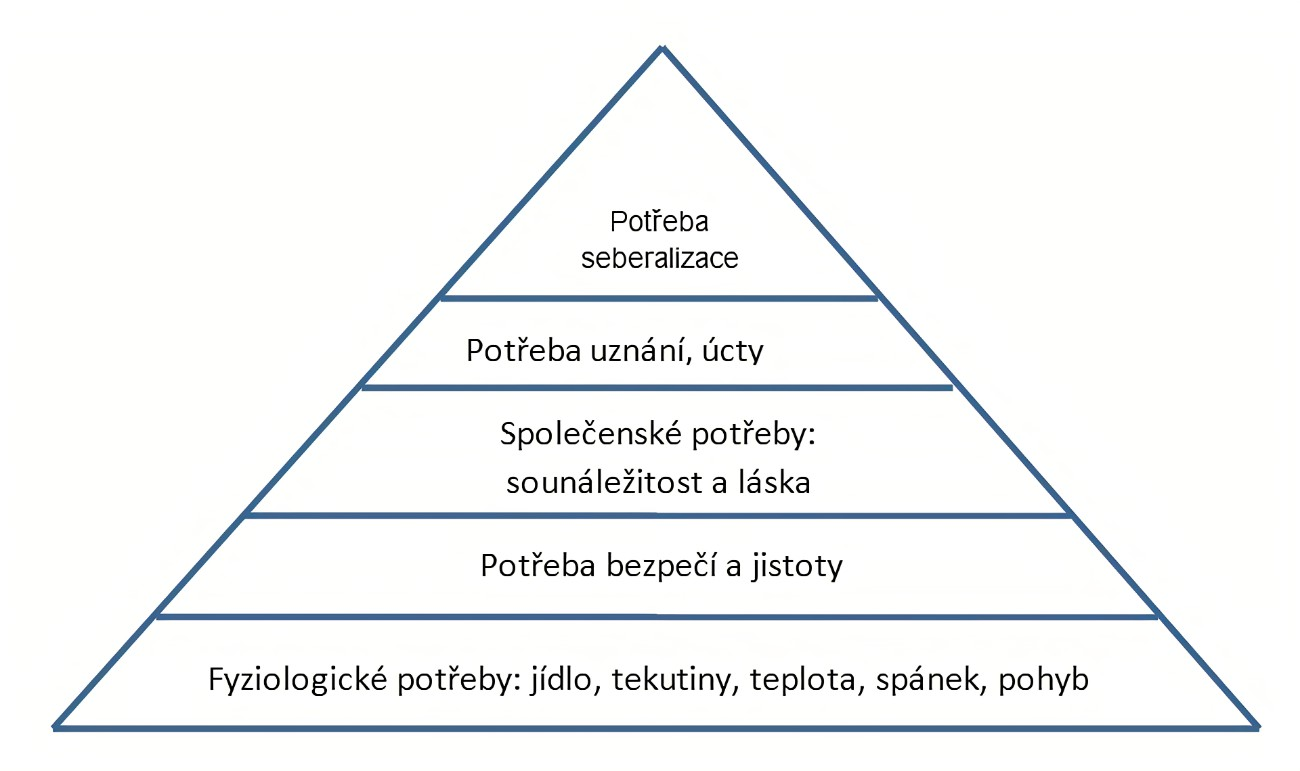 Potřeba
seberalizace
Potřeba uznání, úcty
Společenské potřeby:
sounáležitost a láska
Potřeba bezpečí a jistoty
Fyziologické potřeby: jídlo, tekutiny, teplota, spánek, pohyb